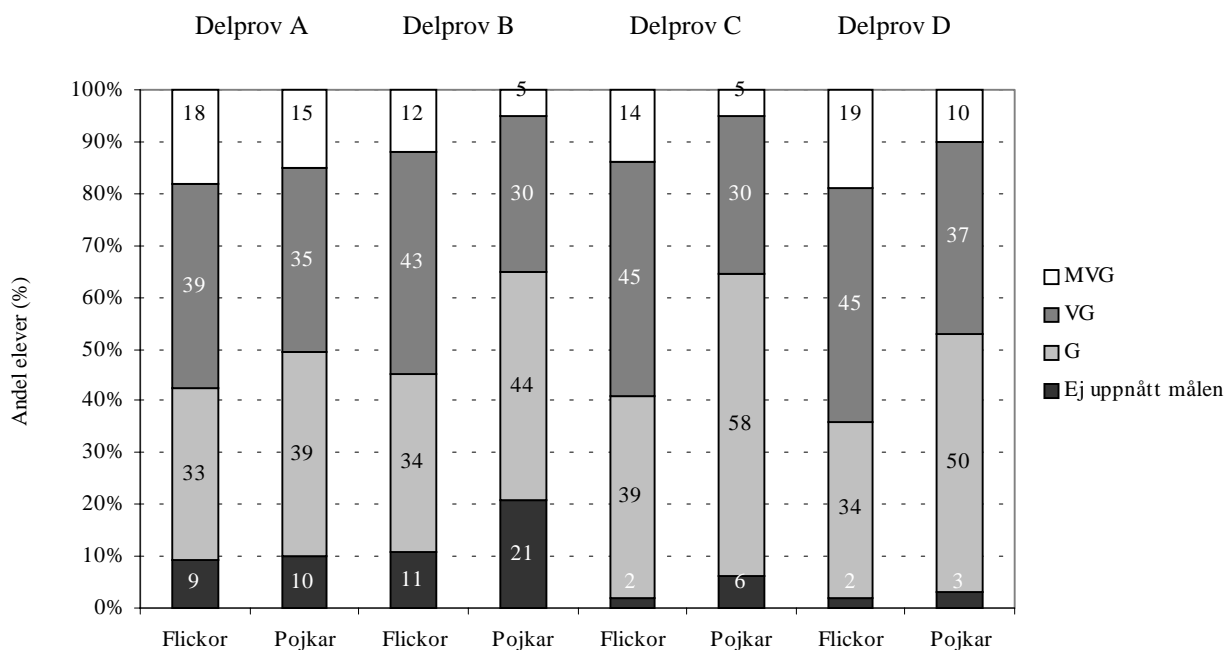 Delprov A Delprov B Delprov C Delprov D
100%
90%
80%
70%
60%
50%
40%
30%
20%
10%
0%
Andel elever (%)
18 15 12 5 14 5 19 10
39 35 43 30 45 30 45 37
33 39 34 44 39 58 34 50
9 10 11 21 2 6 2 3
Flickor Pojkar Flickor Pojkar Flickor Pojkar Flickor Pojkar
MVG
VG
G
Ej uppnått målen